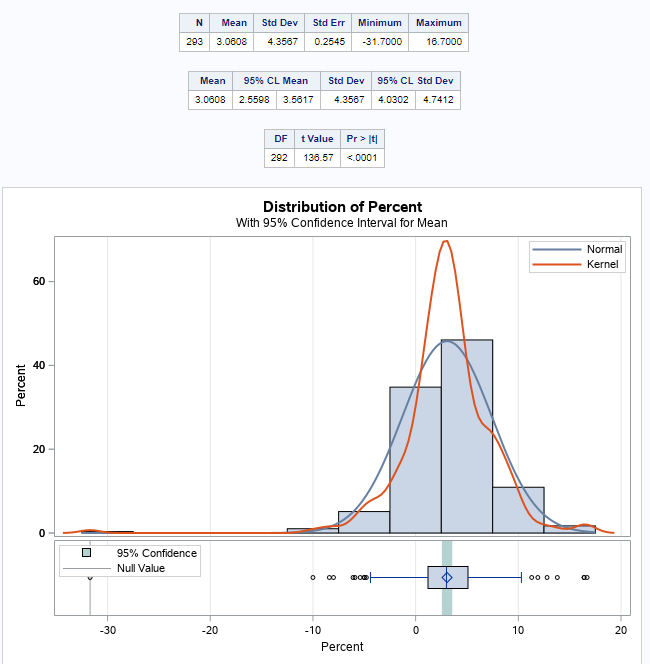 N Mean Std Dev Std Err Minimum Maximum
293 3.0608 4.3567 0.2545 -31.7000 16.7000
Mean 95% CL Mean Std Dev 95% CL Std Dev
3.0608 2.5598 3.5617 4.3567 4.0302 4.7412
DF t Value Pr > |t|
292 136.57 <.0001
Distribution of Percent
With 95% Confidence Interval for Mean
Normal
Kernel
60
40
20
0
Percent
95% Confidence
Null Value
-30 -20 -10 0 10 20
Percent